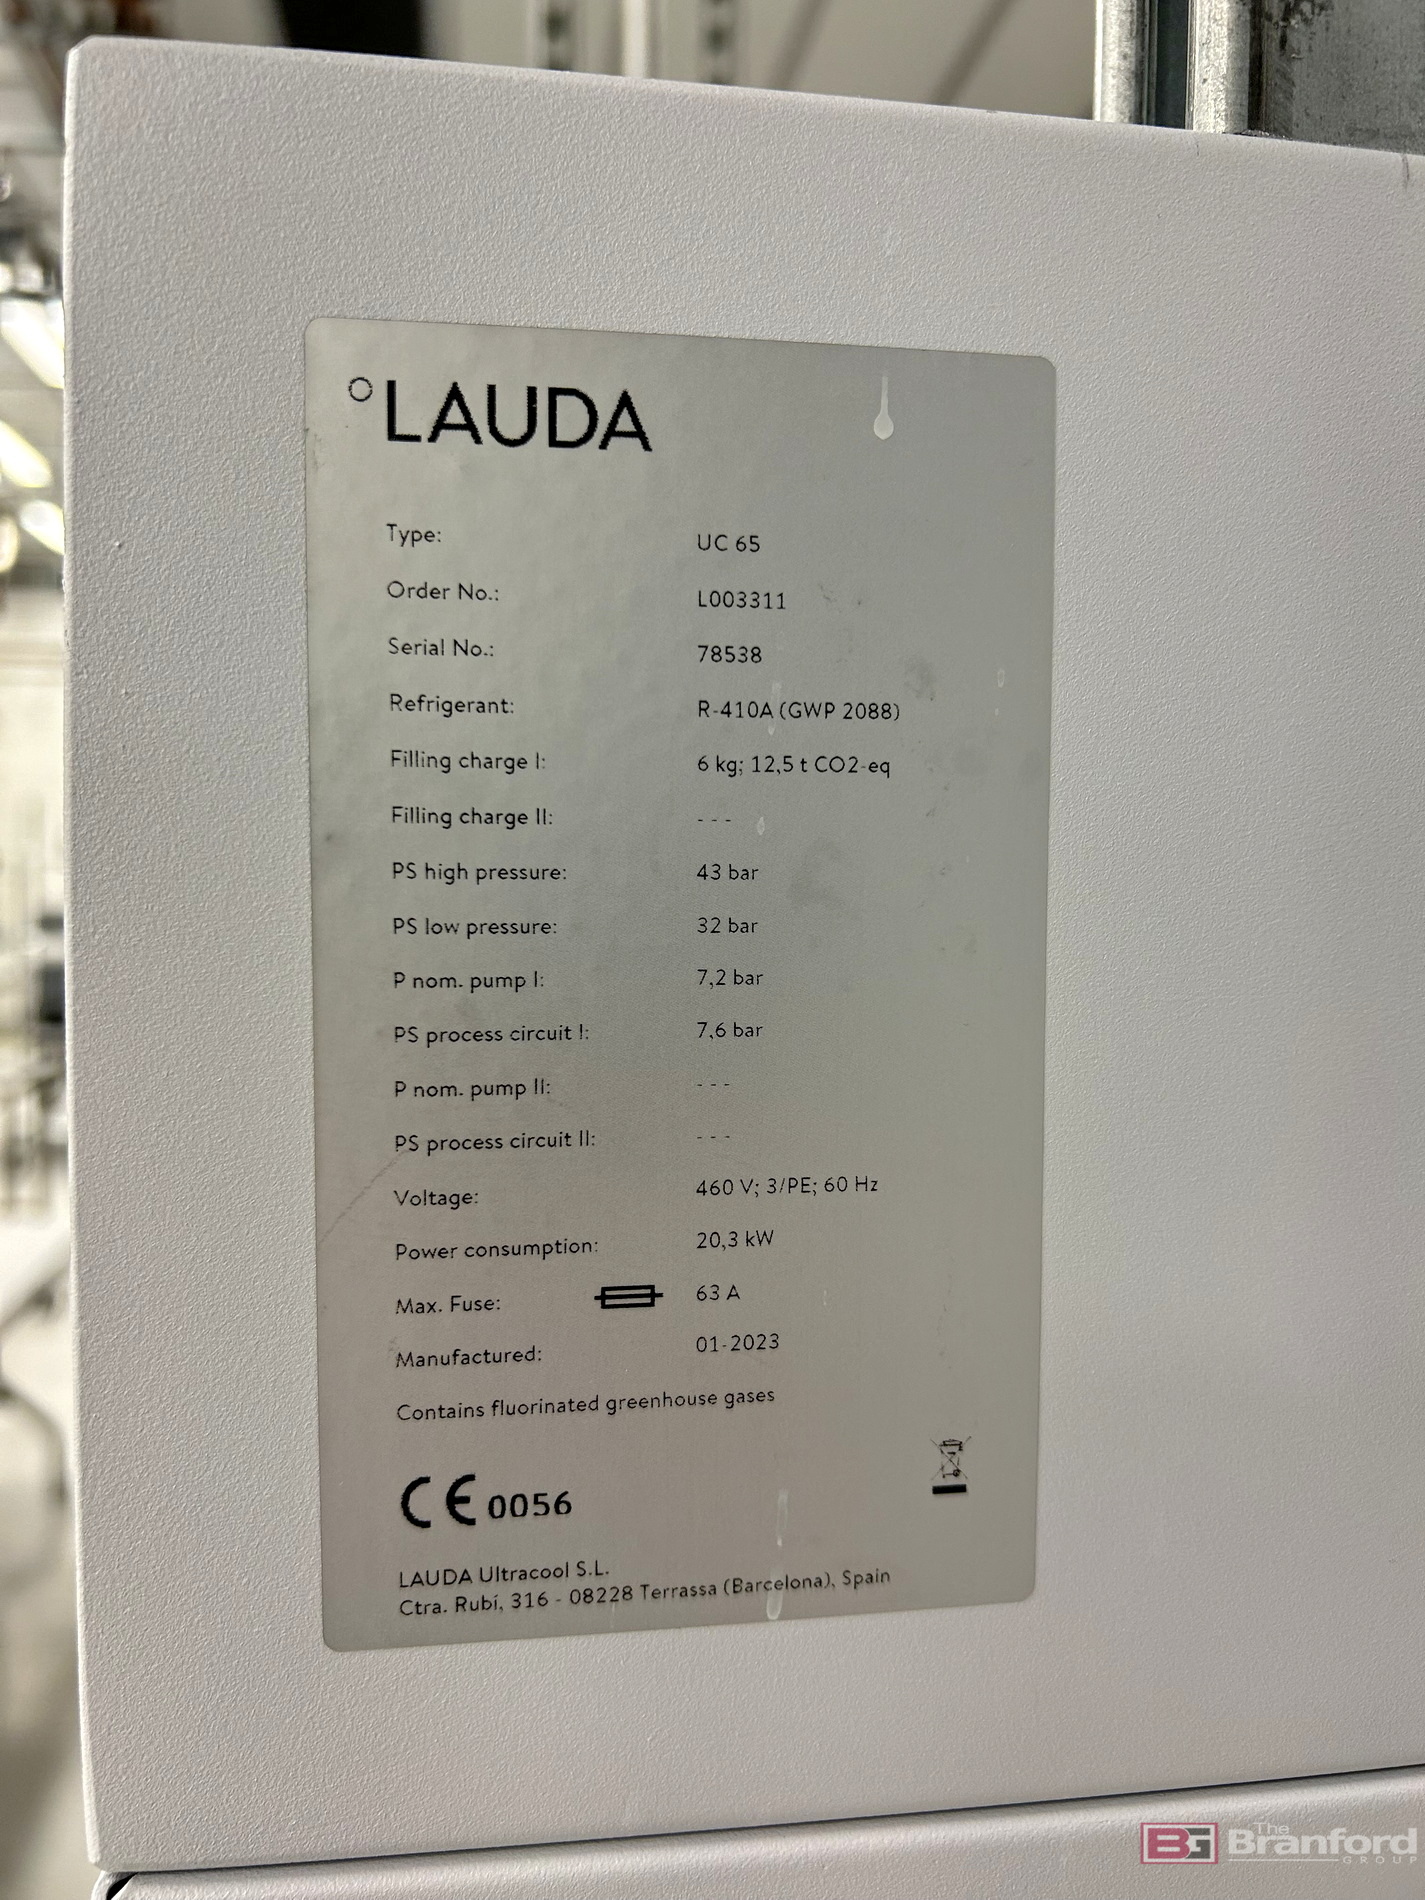 °LAUDA
Type: UC 65
Order No.: L003311
Serial No.: 78538
Refrigerant: R-410A (GWP 2088)
Filling charge I: 6 kg; 12,5 t CO2-eq
Filling charge II: - - -
PS high pressure: 43 bar
PS low pressure: 32 bar
P nom. pump I: 7,2 bar
PS process circuit I: 7,6 bar
P nom. pump II: - - -
PS process circuit II: - - -
Voltage: 460 V; 3/PE; 60 Hz
Power consumption: 20,3 kW
Max. Fuse: 63 A
Manufactured: 01-2023
Contains fluorinated greenhouse gases
CE 0056
LAUDA Ultracool S.L.
Ctra. Rubí, 316 - 08228 Terrassa (Barcelona), Spain
BG The Branford GROUP